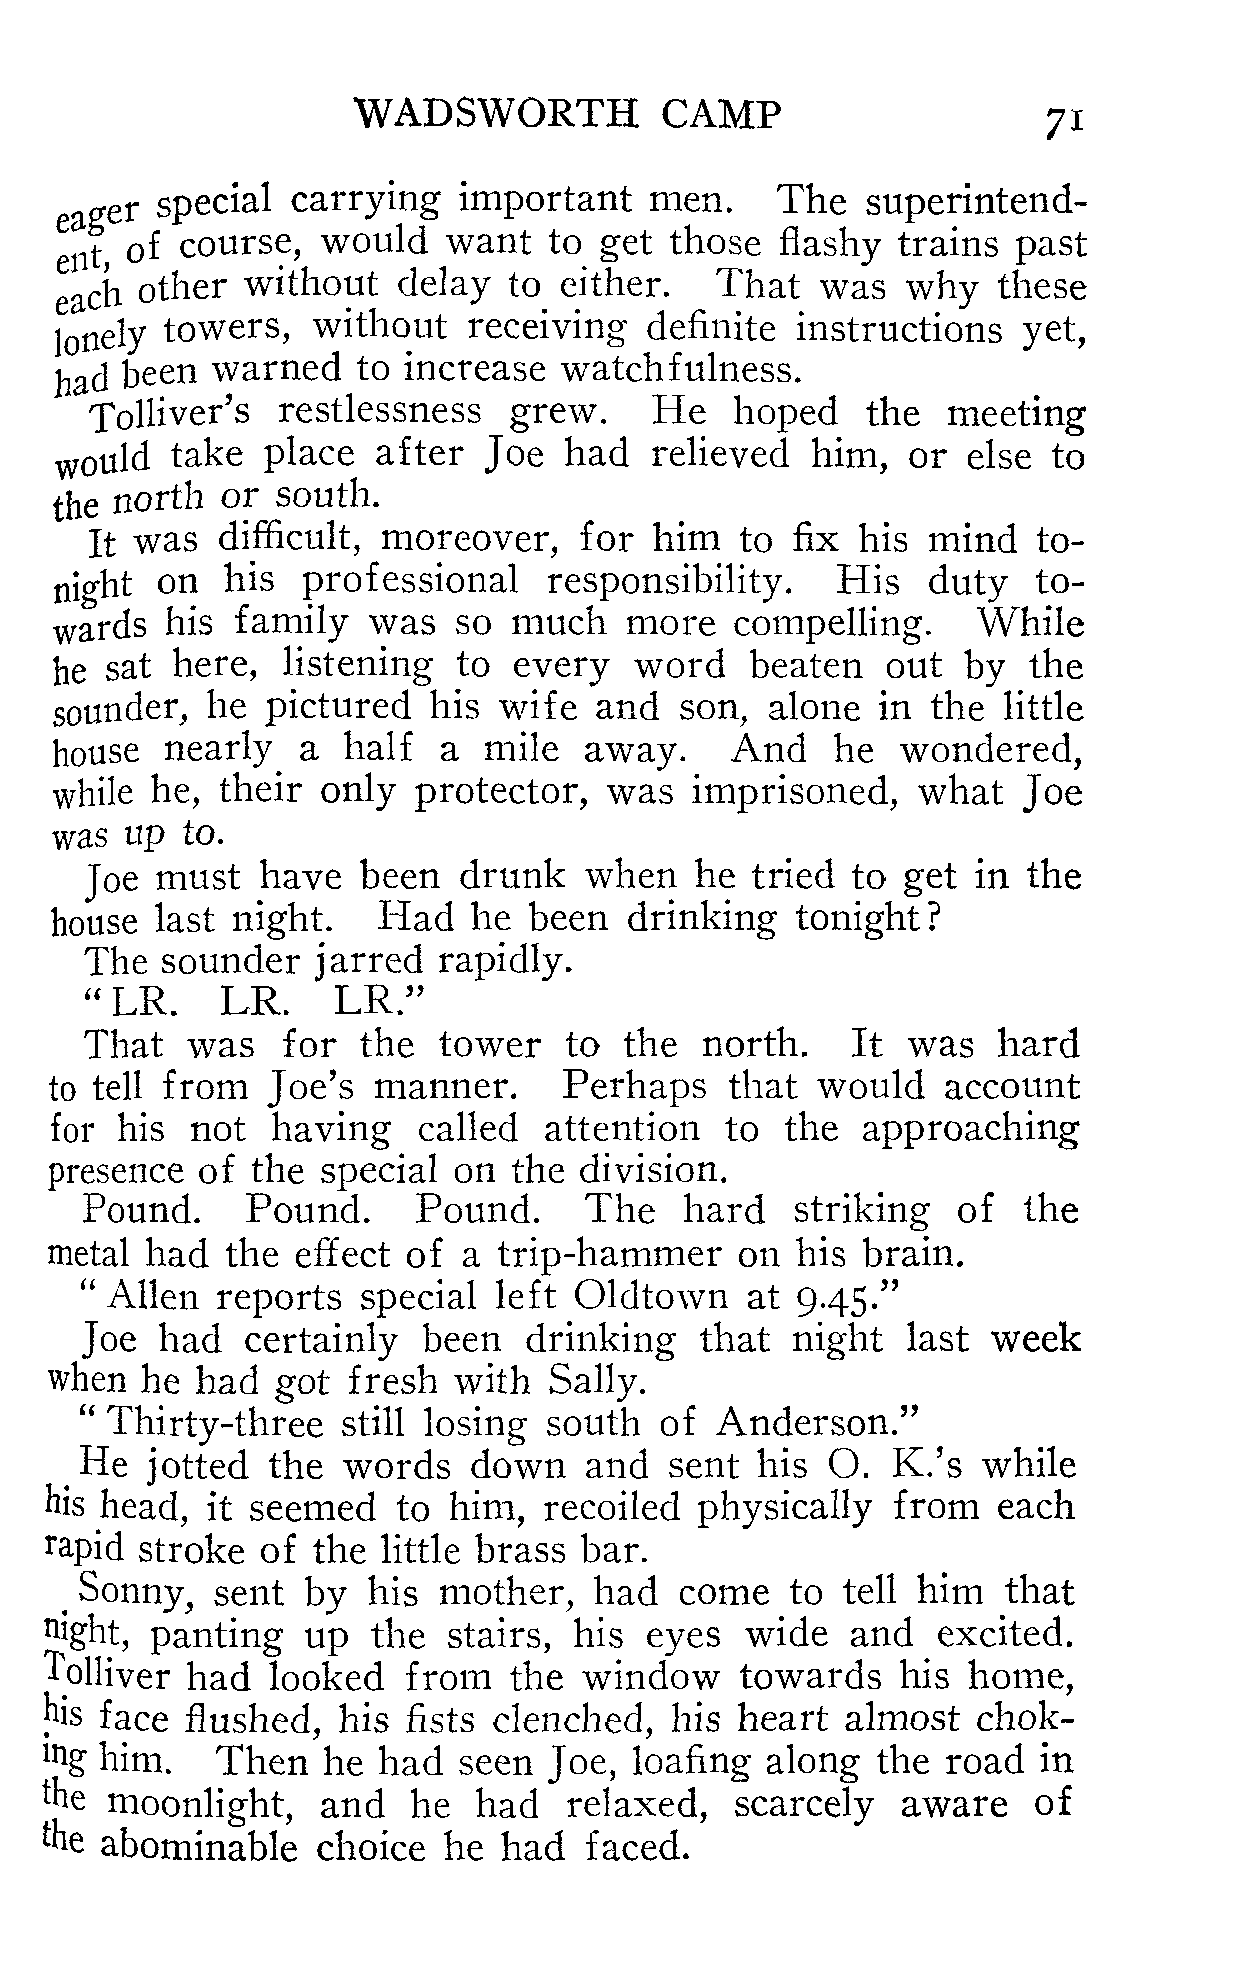 WADSWORTH CAMP 71
eager special carrying important men. The superintend-
ent, of course, would want to get those flashy trains past
each other without delay to either. That was why these
lonely towers, without receiving definite instructions yet,
had been warned to increase watchfulness.
Tolliver's restlessness grew. He hoped the meeting
would take place after Joe had relieved him, or else to
the north or south.
It was difficult, moreover, for him to fix his mind to-
night on his professional responsibility. His duty to-
wards his family was so much more compelling. While
he sat here, listening to every word beaten out by the
sounder, he pictured his wife and son, alone in the little
house nearly a half a mile away. And he wondered,
while he, their only protector, was imprisoned, what Joe
was up to.
Joe must have been drunk when he tried to get in the
house last night. Had he been drinking tonight?
The sounder jarred rapidly.
"LR. LR. LR."
That was for the tower to the north. It was hard
to tell from Joe's manner. Perhaps that would account
for his not having called attention to the approaching
presence of the special on the division.
Pound. Pound. Pound. The hard striking of the
metal had the effect of a trip-hammer on his brain.
"Allen reports special left Oldtown at 9.45."
Joe had certainly been drinking that night last week
when he had got fresh with Sally.
"Thirty-three still losing south of Anderson."
He jotted the words down and sent his O. K.'s while
his head, it seemed to him, recoiled physically from each
rapid stroke of the little brass bar.
Sonny, sent by his mother, had come to tell him that
night, panting up the stairs, his eyes wide and excited.
Tolliver had looked from the window towards his home,
his face flushed, his fists clenched, his heart almost chok-
ing him. Then he had seen Joe, loafing along the road in
the moonlight, and he had relaxed, scarcely aware of
the abominable choice he had faced.